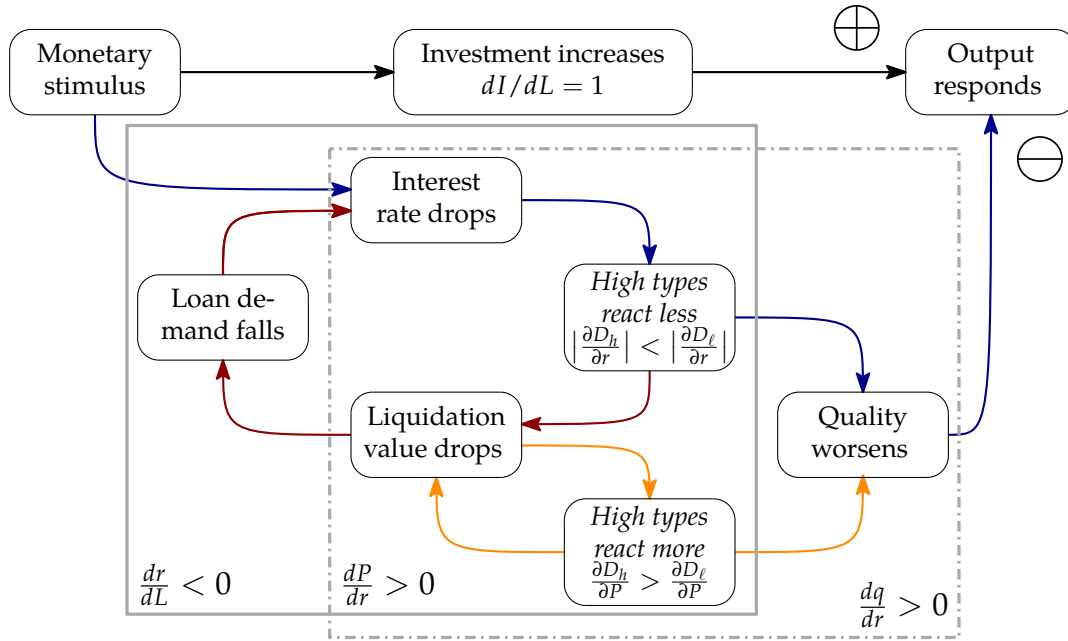 Monetary
stimulus
Investment increases
dI/dL = 1
Output
responds
Interest
rate drops
High types
react less
|∂D_h/∂r| < |∂D_ℓ/∂r|
Loan de-
mand falls
Liquidation
value drops
Quality
worsens
High types
react more
∂D_h/∂P > ∂D_ℓ/∂P
dr/dL < 0
dP/dr > 0
dq/dr > 0